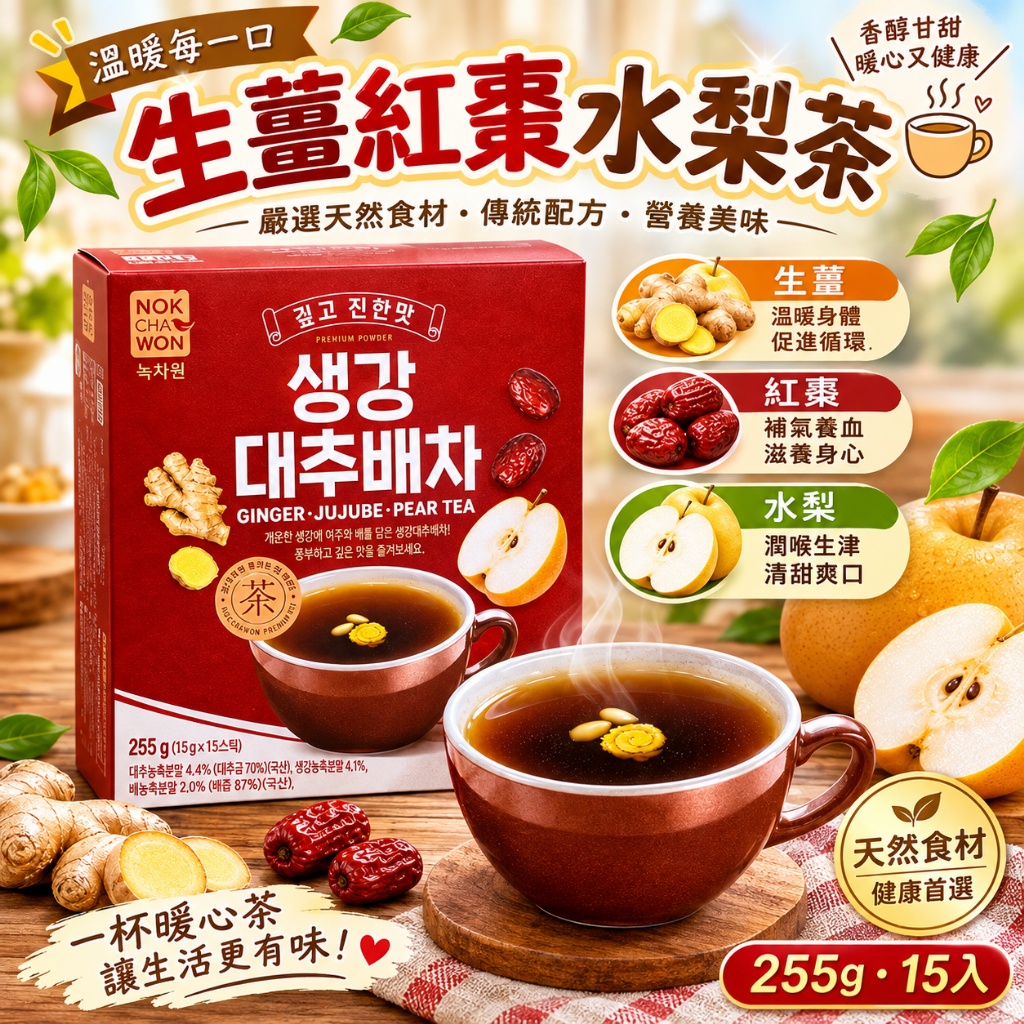 溫暖每一口
香醇甘甜
暖心又健康
生薑紅棗水梨茶
嚴選天然食材・傳統配方・營養美味
NOK
CHA
WON
녹차원
깊고 진한맛
PREMIUM POWDER
생강
대추배차
GINGER・JUJUBE・PEAR TEA
개운한 생강에 여주와 배를 담은 생강대추배차!
풍부하고 깊은 맛을 즐겨보세요.
茶
255 g (15g×15스틱)
대추농축분말 4.4% (대추금 70%)(국산), 생강농축분말 4.1%,
배농축분말 2.0% (배즙 87%)(국산),
生薑
溫暖身體
促進循環.
紅棗
補氣養血
滋養身心
水梨
潤喉生津
清甜爽口
天然食材
健康首選
一杯暖心茶
讓生活更有味!
255g・15入